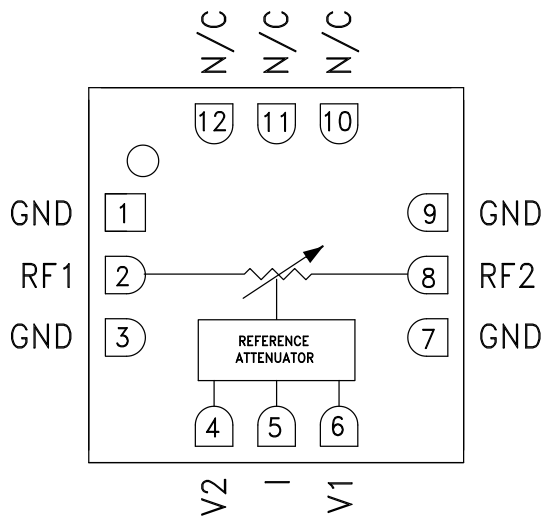 N/C N/C N/C
12 11 10
GND 1 9 GND
RF1 2 8 RF2
GND 3 7 GND
REFERENCE
ATTENUATOR
4 5 6
V2 I V1